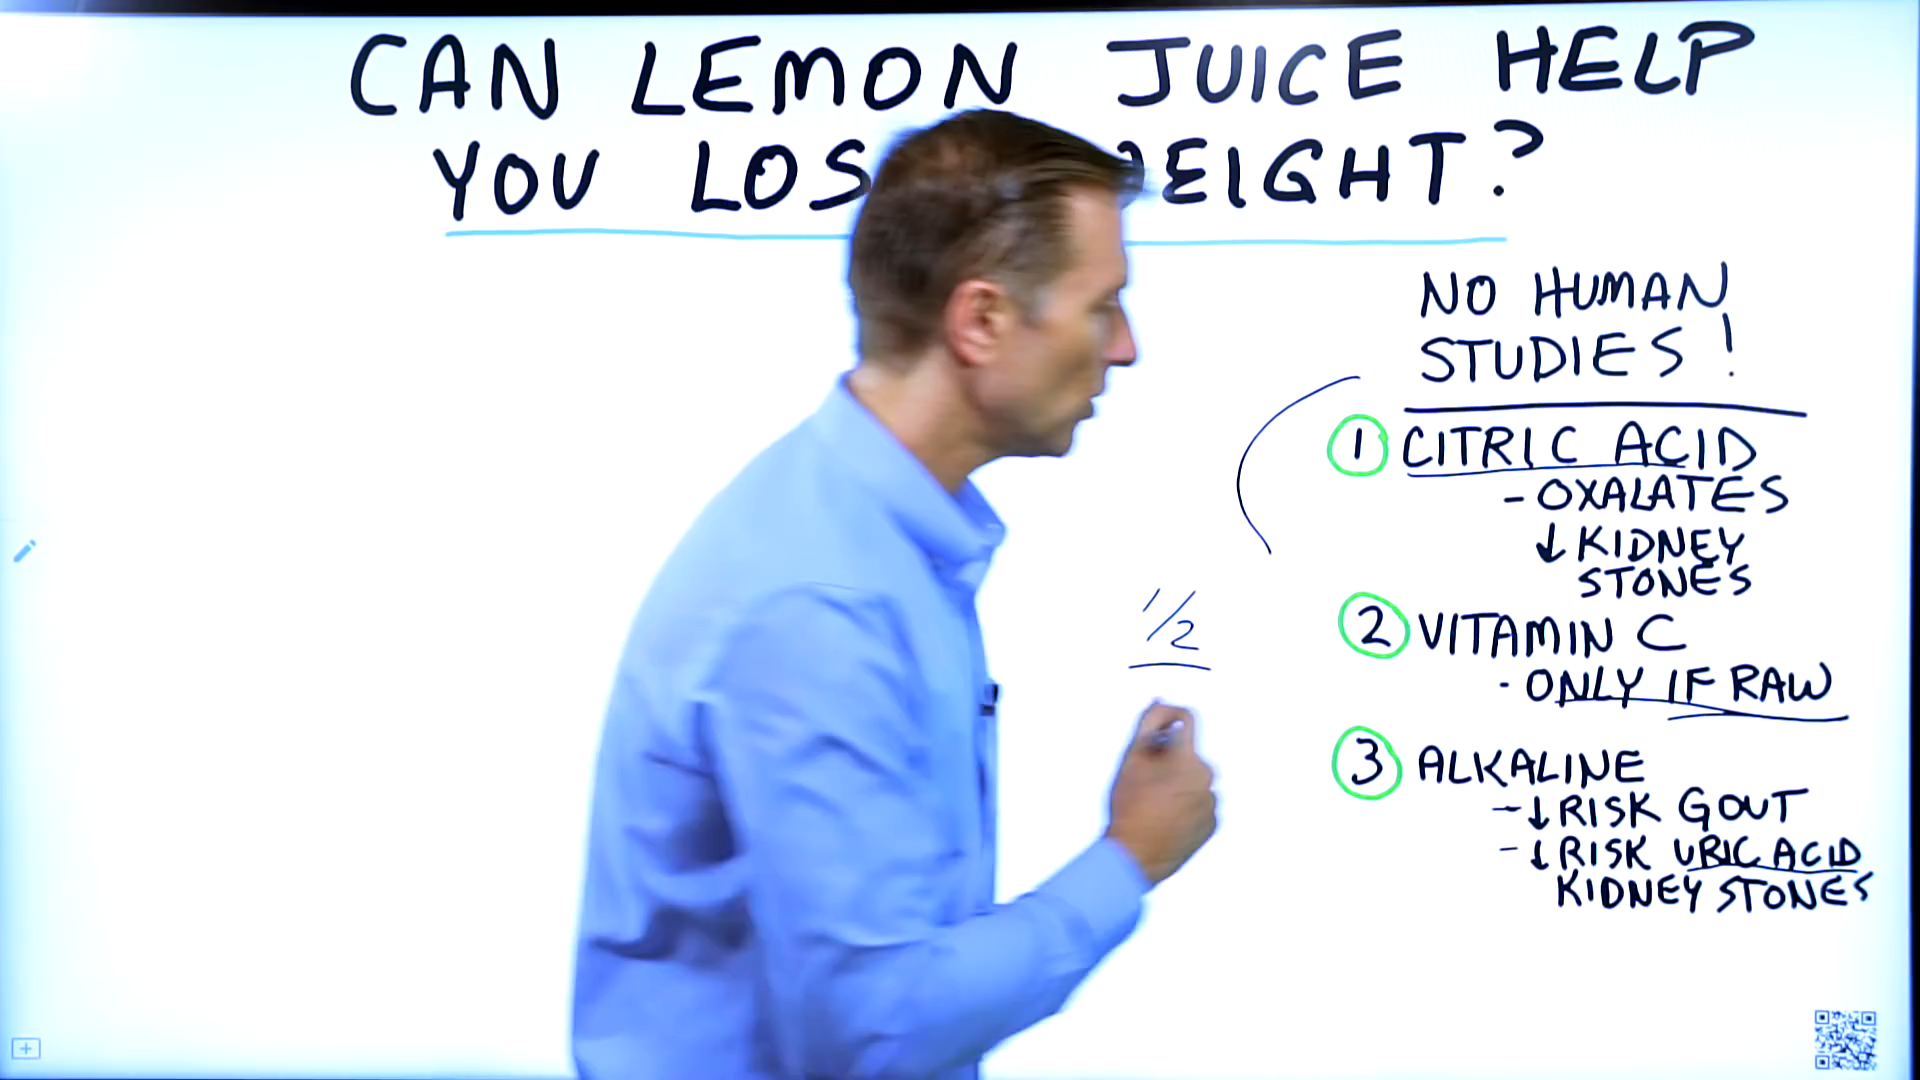 CAN LEMON JUICE HELP
YOU LOS EIGHT?
NO HUMAN
STUDIES!
1 CITRIC ACID
- OXALATES
↓ KIDNEY
STONES
1/2
2 VITAMIN C
· ONLY IF RAW
3 ALKALINE
- ↓ RISK GOUT
- ↓ RISK URIC ACID
KIDNEY STONES